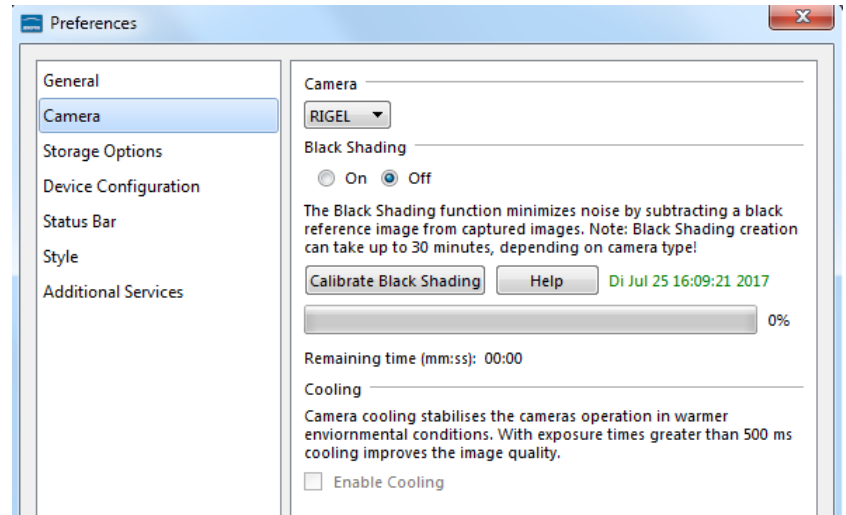 Preferences
General
Camera
Storage Options
Device Configuration
Status Bar
Style
Additional Services
Camera
RIGEL
Black Shading
On Off
The Black Shading function minimizes noise by subtracting a black
reference image from captured images. Note: Black Shading creation
can take up to 30 minutes, depending on camera type!
Calibrate Black Shading Help Di Jul 25 16:09:21 2017
0%
Remaining time (mm:ss): 00:00
Cooling
Camera cooling stabilises the cameras operation in warmer
enviornmental conditions. With exposure times greater than 500 ms
cooling improves the image quality.
Enable Cooling